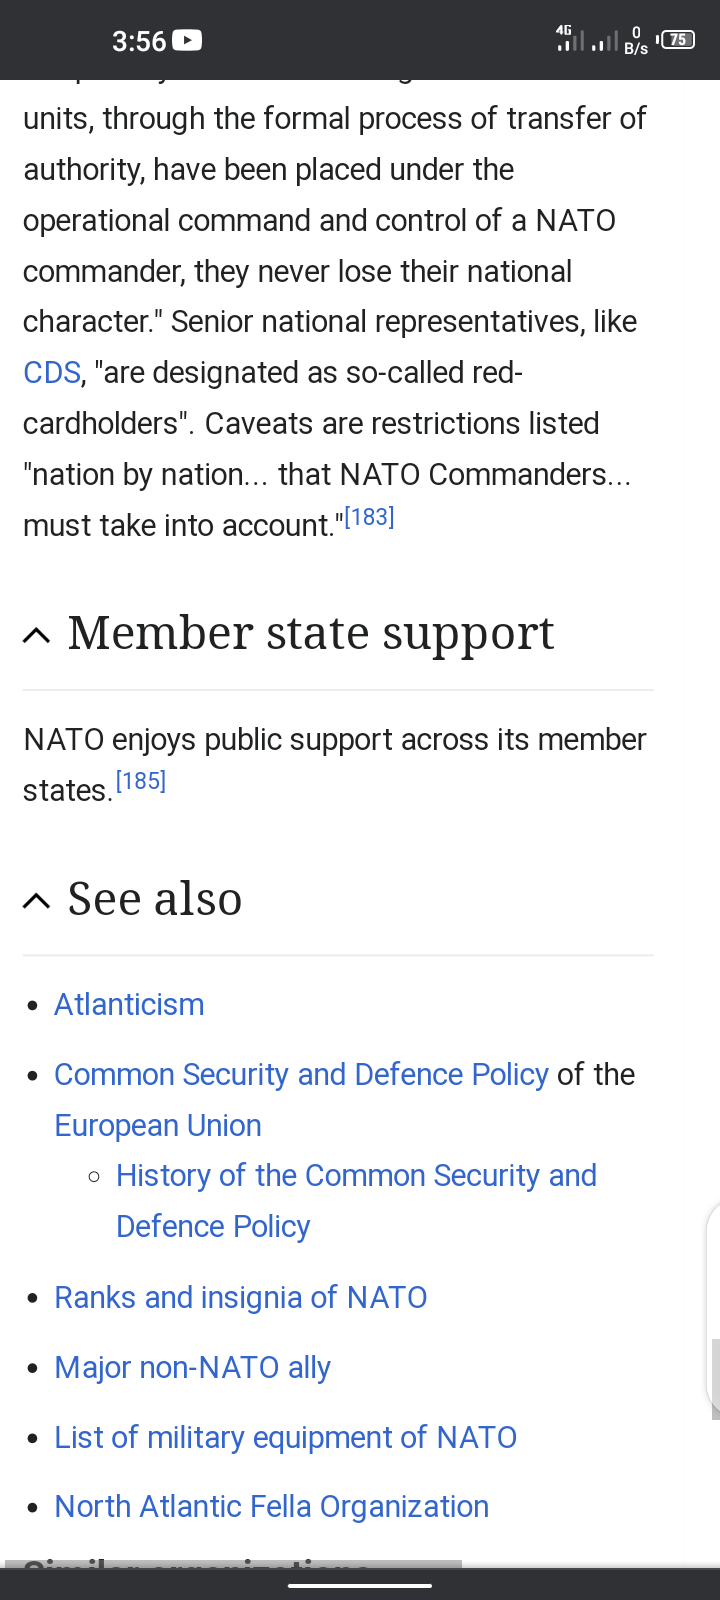 3:56
4G
0
B/s
75
units, through the formal process of transfer of
authority, have been placed under the
operational command and control of a NATO
commander, they never lose their national
character." Senior national representatives, like
CDS, "are designated as so-called red-
cardholders". Caveats are restrictions listed
"nation by nation... that NATO Commanders...
must take into account."[183]
Member state support
NATO enjoys public support across its member
states.[185]
See also
• Atlanticism
• Common Security and Defence Policy of the
European Union
◦ History of the Common Security and
Defence Policy
• Ranks and insignia of NATO
• Major non-NATO ally
• List of military equipment of NATO
• North Atlantic Fella Organization
Similar organizations